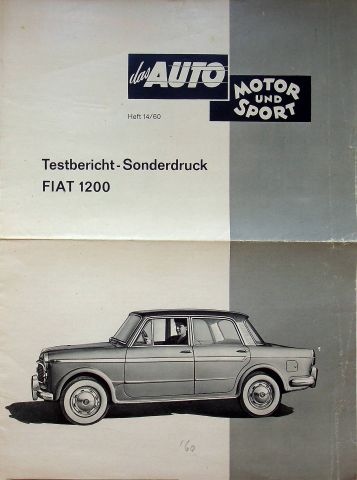 das AUTO
MOTOR
UND
SPORT
Heft 14/60
Testbericht-Sonderdruck
FIAT 1200
'60